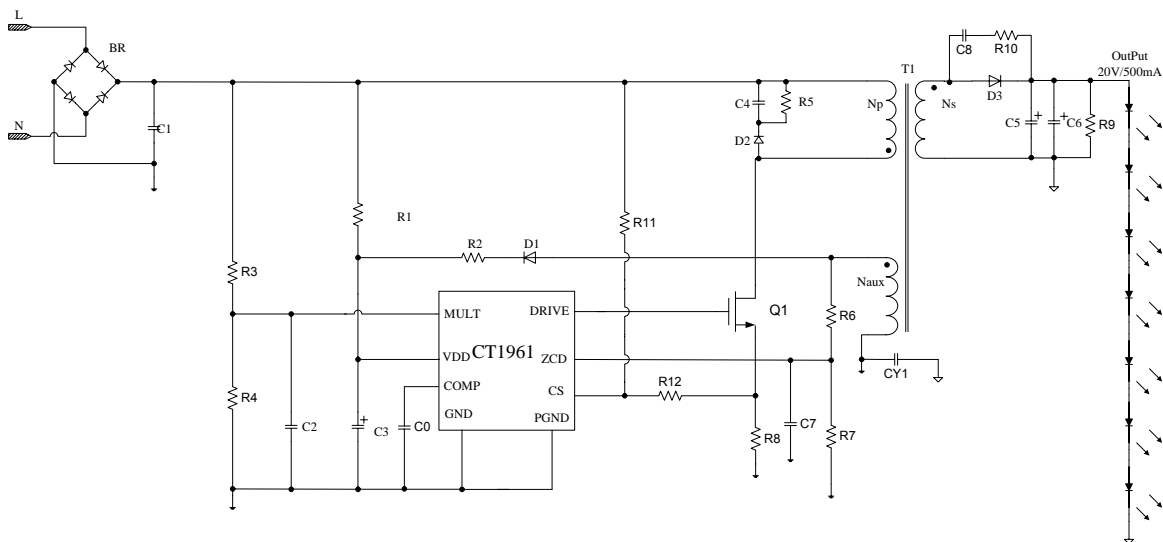 L
BR
N
C1
C8
R10
OutPut
20V/500mA
T1
C4
R5
Np
Ns
D3
D2
C5
C6
R9
R1
R11
R2
D1
R3
Naux
MULT
DRIVE
Q1
R6
CT1961
VDD
ZCD
CY1
COMP
CS
R12
R4
GND
PGND
C2
C3
C0
R8
C7
R7